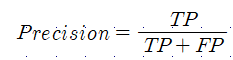 Precision = TP / TP + FP